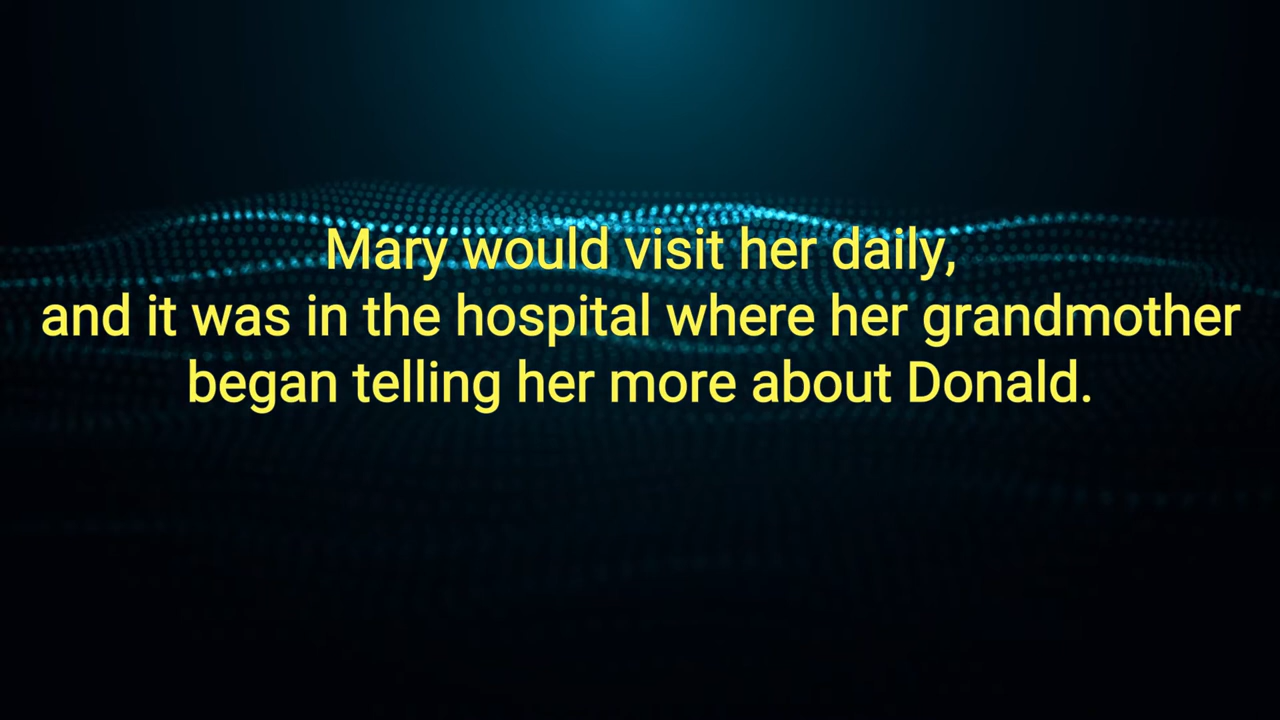 Mary would visit her daily,
and it was in the hospital where her grandmother
began telling her more about Donald.